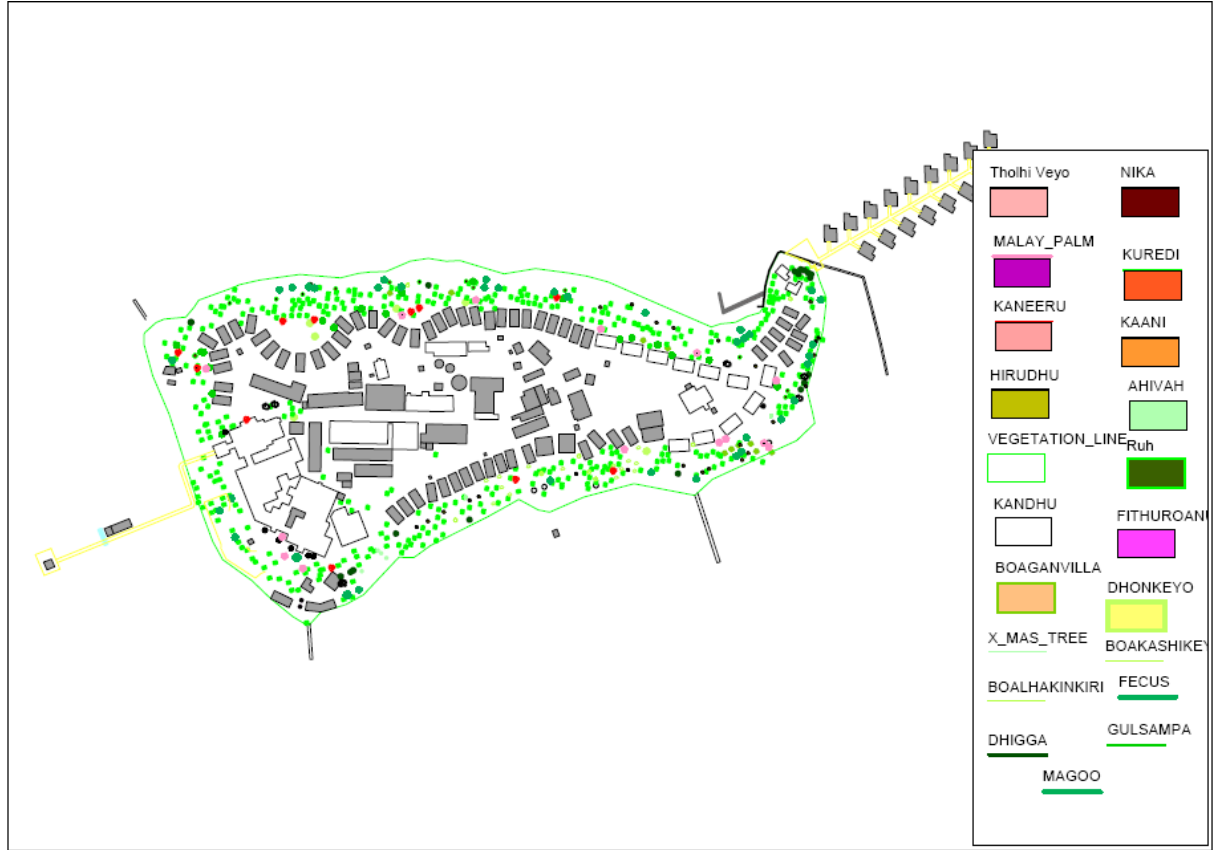 Tholhi Veyo NIKA
MALAY_PALM KUREDI
KANEERU KAANI
HIRUDHU AHIVAH
VEGETATION_LINE Ruh
KANDHU FITHUROANU
BOAGANVILLA DHONKEYO
X_MAS_TREE BOAKASHIKEY
BOALHAKINKIRI FECUS
DHIGGA GULSAMPA
MAGOO